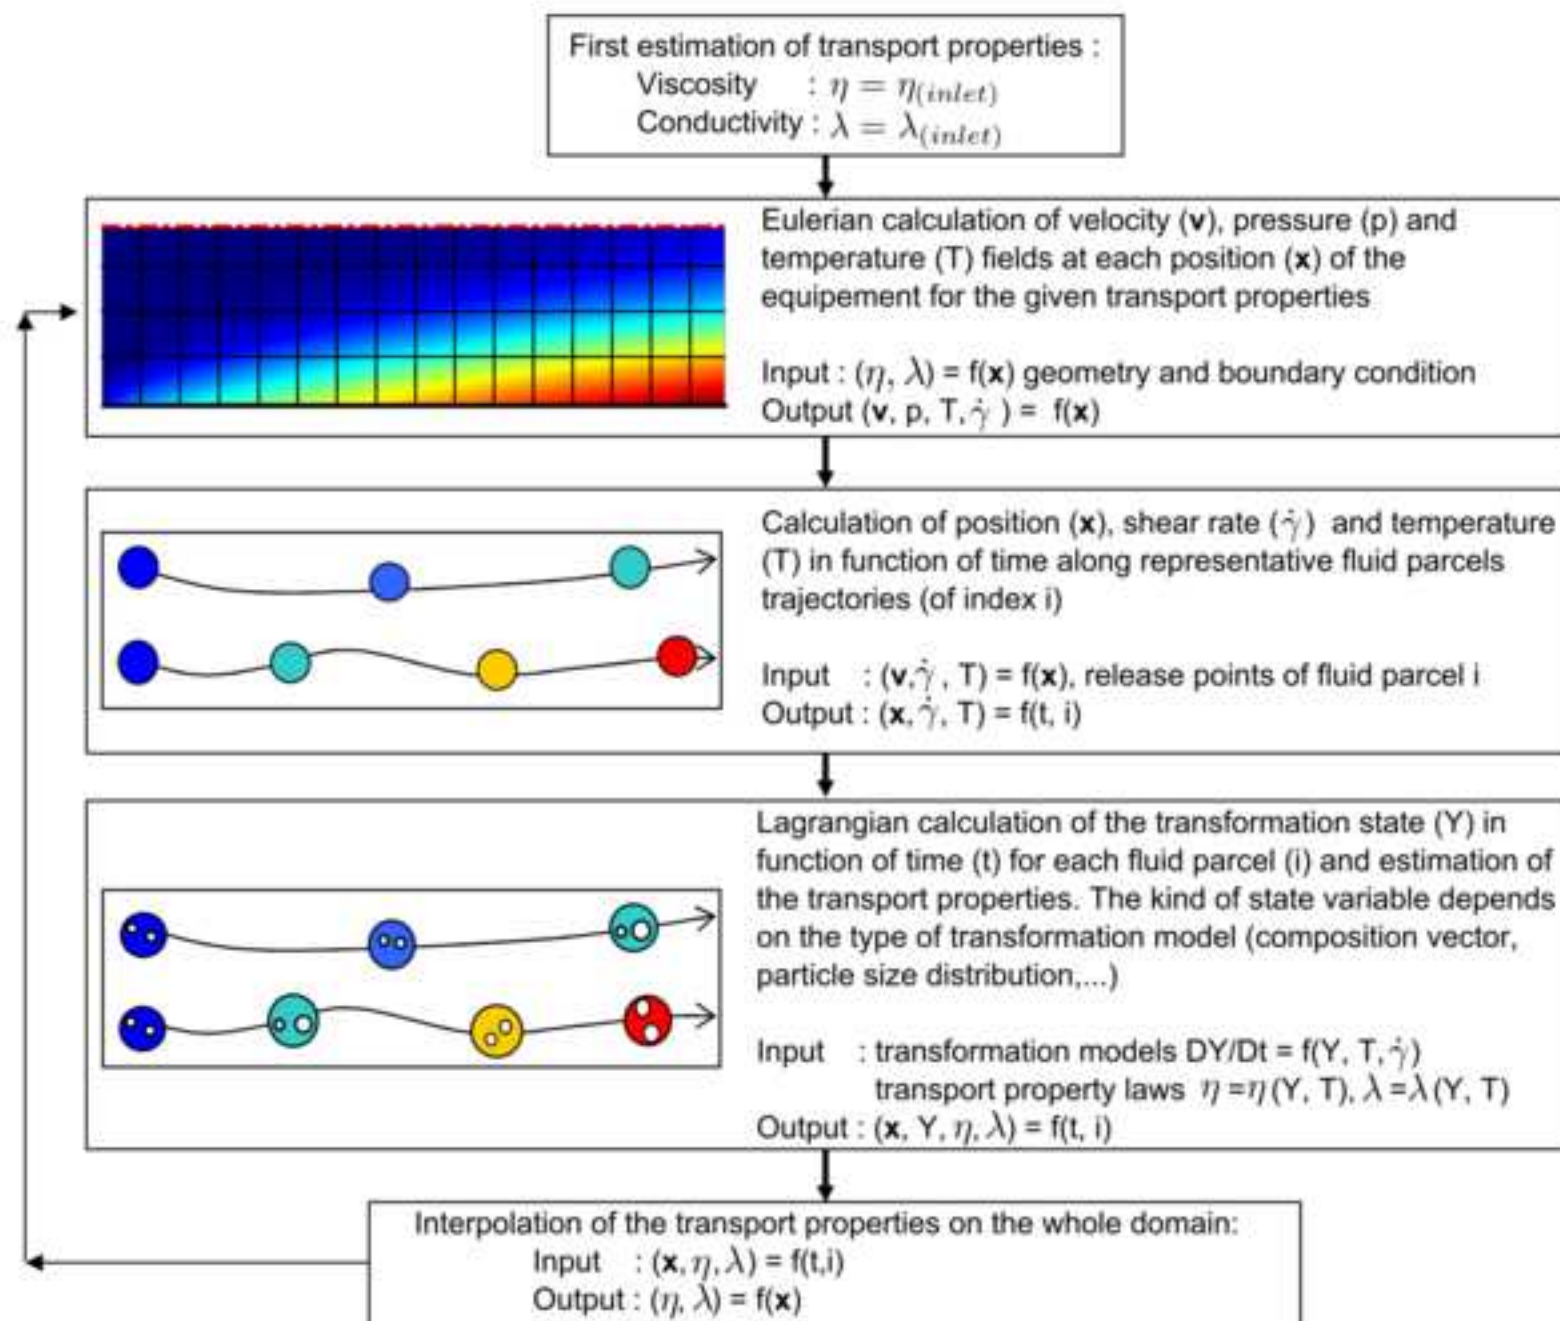 First estimation of transport properties :
Viscosity : η = η(inlet)
Conductivity : λ = λ(inlet)
Eulerian calculation of velocity (v), pressure (p) and
temperature (T) fields at each position (x) of the
equipement for the given transport properties
Input : (η, λ) = f(x) geometry and boundary condition
Output (v, p, T, γ̇ ) = f(x)
Calculation of position (x), shear rate (γ̇ ) and temperature
(T) in function of time along representative fluid parcels
trajectories (of index i)
Input : (v, γ̇ , T) = f(x), release points of fluid parcel i
Output : (x, γ̇, T) = f(t, i)
Lagrangian calculation of the transformation state (Y) in
function of time (t) for each fluid parcel (i) and estimation of
the transport properties. The kind of state variable depends
on the type of transformation model (composition vector,
particle size distribution,...)
Input : transformation models DY/Dt = f(Y, T, γ̇)
transport property laws η =η(Y, T), λ =λ(Y, T)
Output : (x, Y, η, λ) = f(t, i)
Interpolation of the transport properties on the whole domain:
Input : (x, η, λ) = f(t,i)
Output : (η, λ) = f(x)